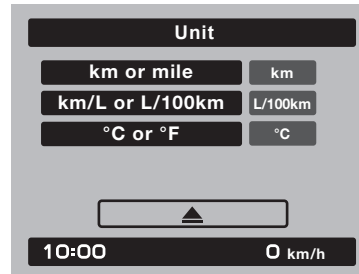 Unit
km or mile km
km/L or L/100km L/100km
°C or °F °C
10:00 0 km/h